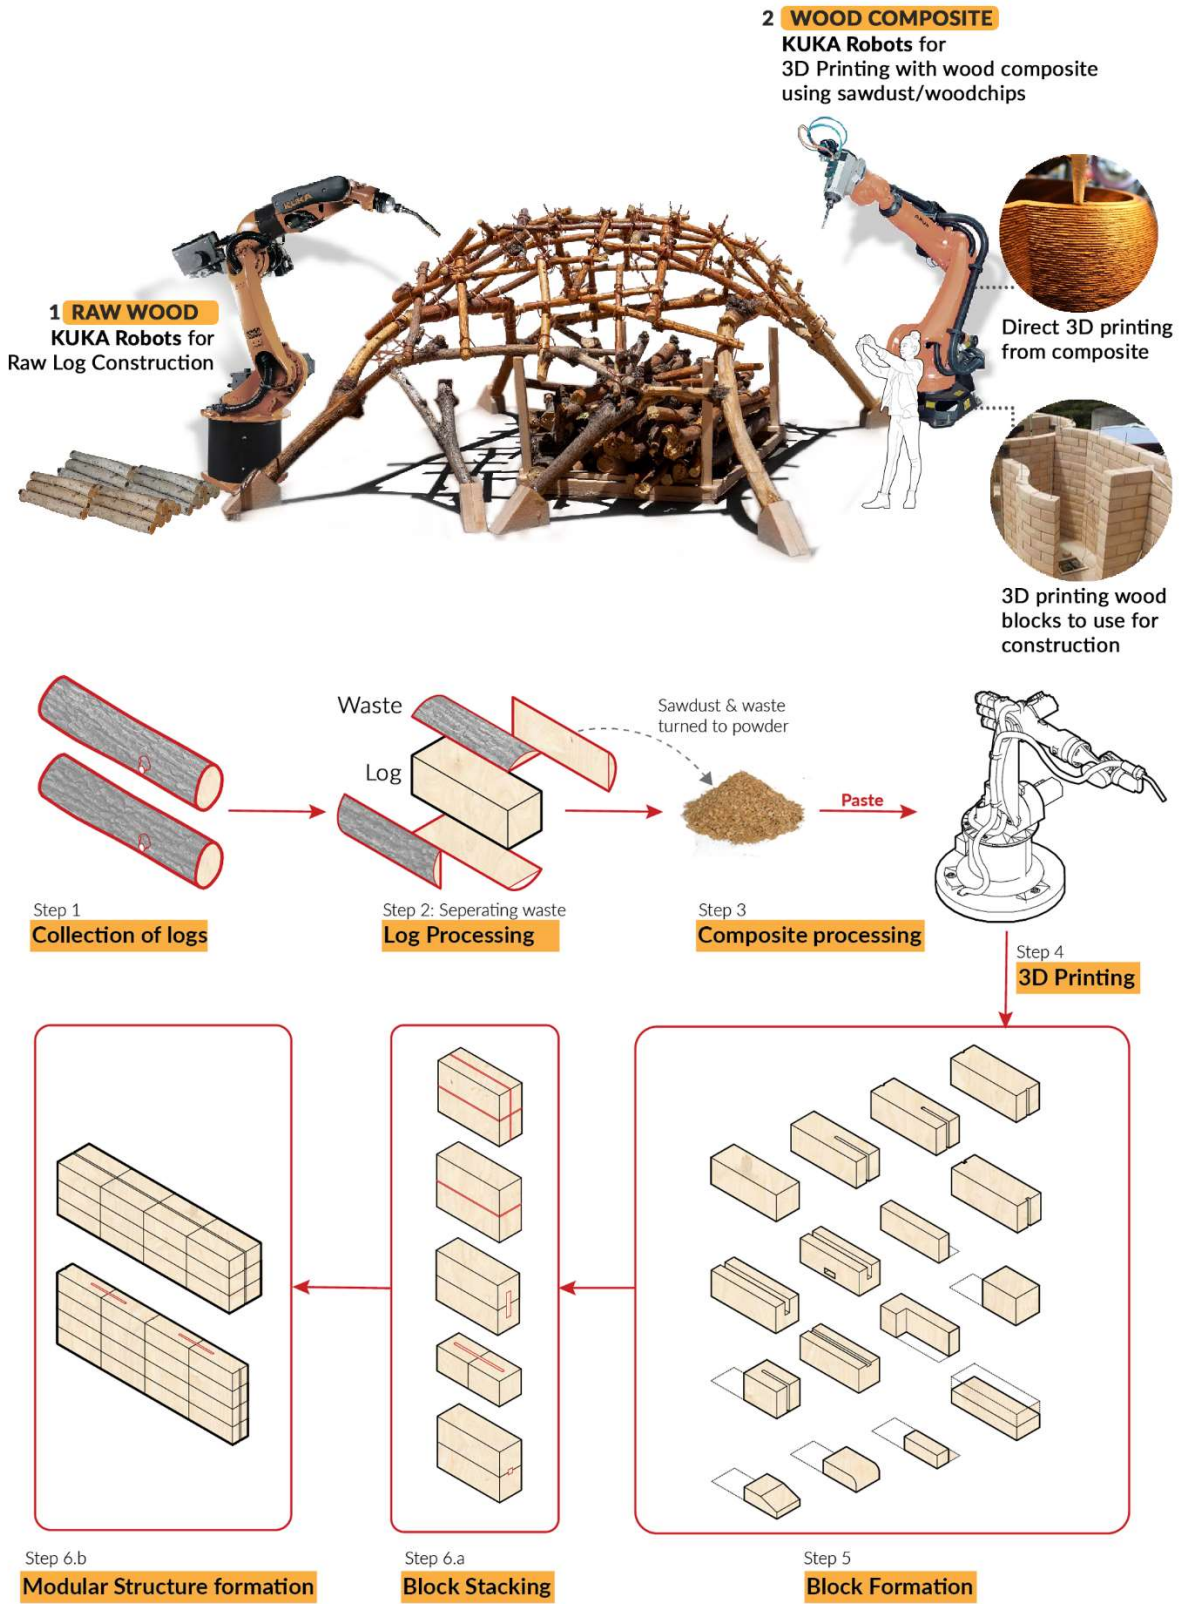 2 WOOD COMPOSITE
KUKA Robots for
3D Printing with wood composite
using sawdust/woodchips
KUKA
1 RAW WOOD
KUKA Robots for
Raw Log Construction
Direct 3D printing
from composite
3D printing wood
blocks to use for
construction
Waste
Log
Sawdust & waste
turned to powder
Paste
Step 1
Collection of logs
Step 2: Seperating waste
Log Processing
Step 3
Composite processing
Step 4
3D Printing
Step 6.b
Modular Structure formation
Step 6.a
Block Stacking
Step 5
Block Formation